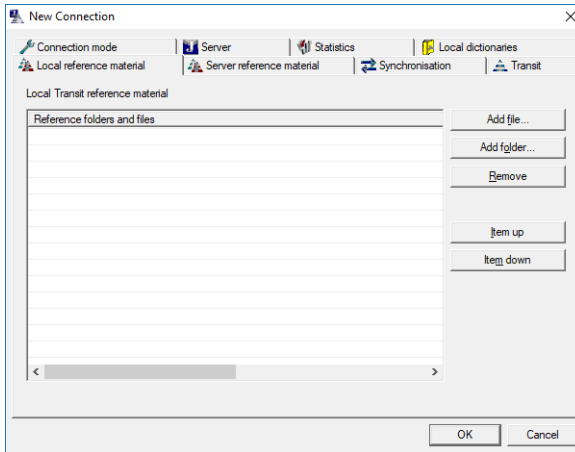 New Connection
Connection mode
Server
Statistics
Local dictionaries
Local reference material
Server reference material
Synchronisation
Transit
Local Transit reference material
Reference folders and files
Add file...
Add folder...
Remove
Item up
Item down
OK
Cancel